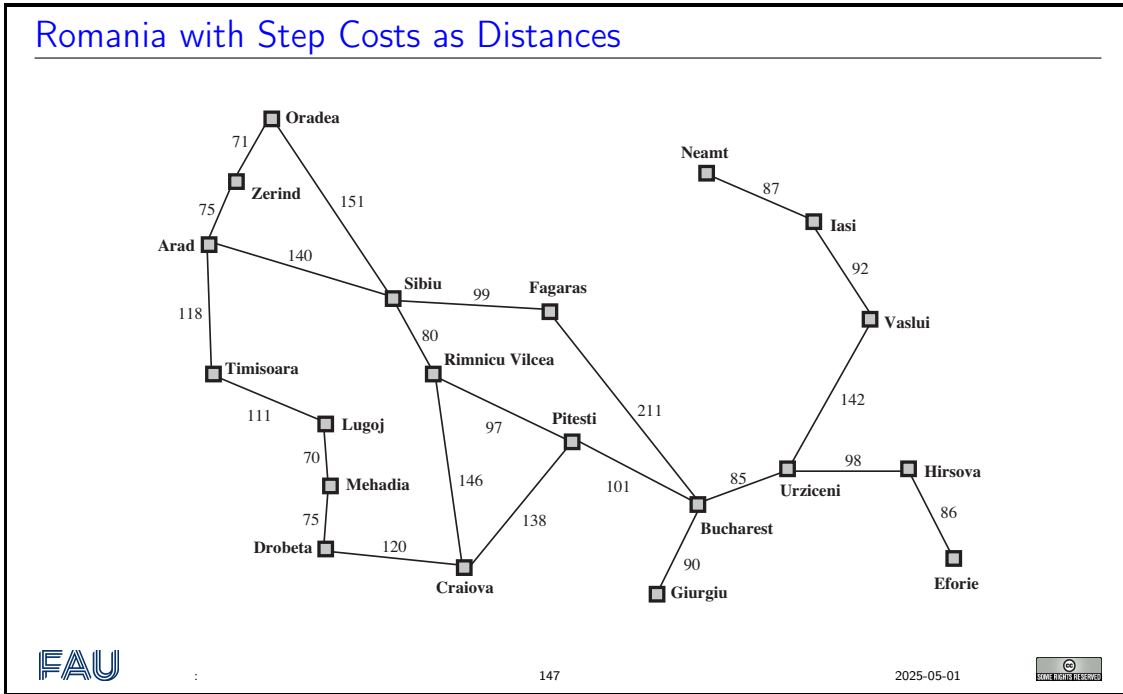 Romania with Step Costs as Distances
Oradea
71
Neamt
Zerind
87
75
151
Iasi
Arad
140
92
Sibiu
99
Fagaras
118
Vaslui
80
Timisoara
Rimnicu Vilcea
142
111
Lugoj
97
Pitesti
211
70
98
Hirsova
Mehadia
146
85
Urziceni
101
86
75
138
Bucharest
Drobeta
120
90
Craiova
Giurgiu
Eforie
FAU
:
147
2025-05-01
cc
SOME RIGHTS RESERVED